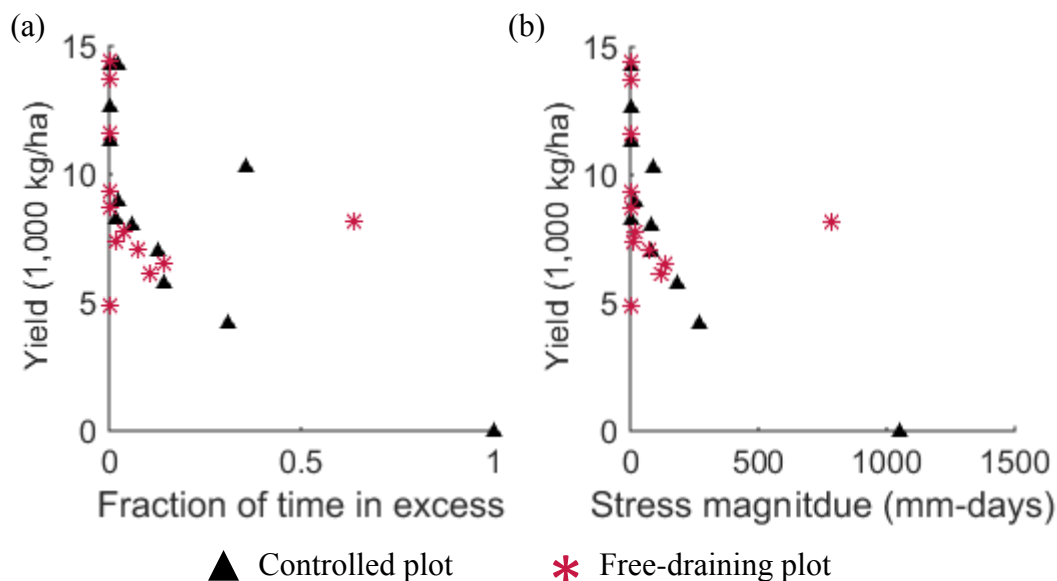 (a)
(b)
15
10
5
0
Yield (1,000 kg/ha)
0
0.5
1
Fraction of time in excess
15
10
5
0
Yield (1,000 kg/ha)
0
500
1000
1500
Stress magnitdue (mm-days)
Controlled plot
Free-draining plot